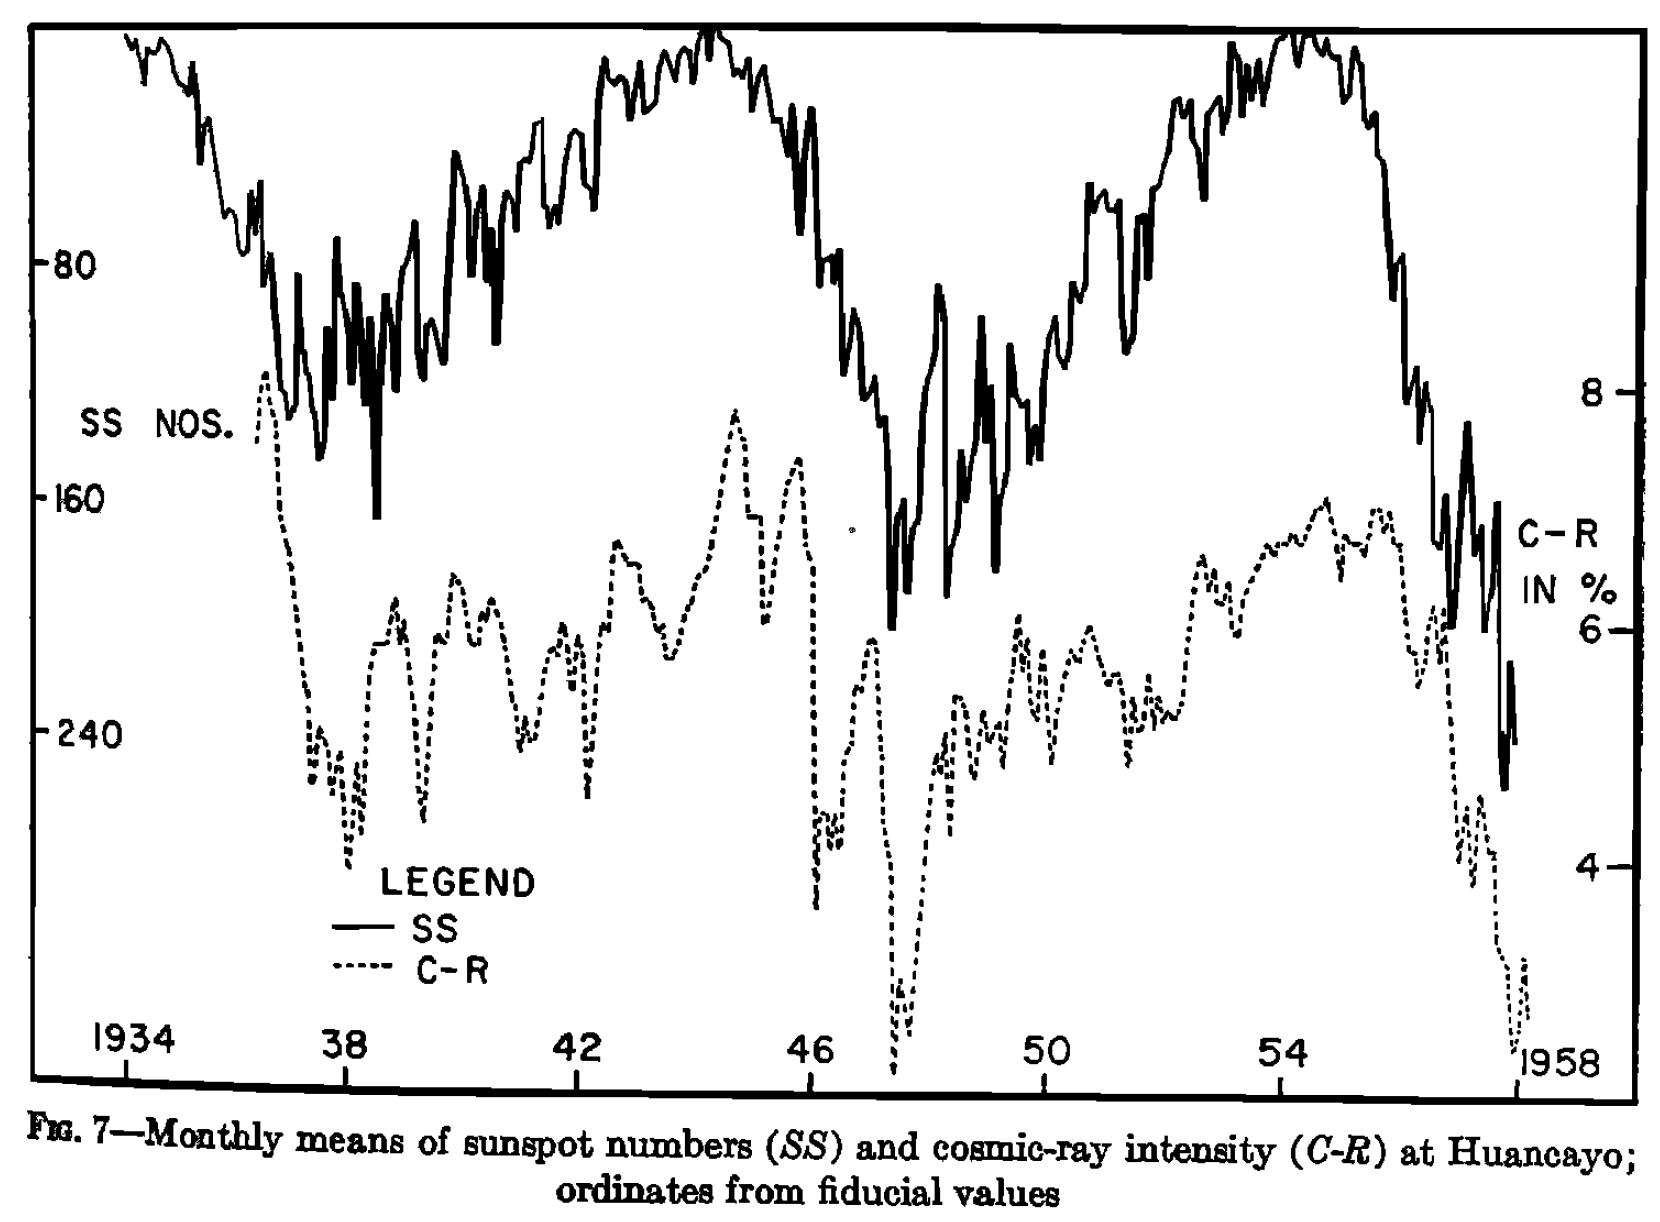 80
SS NOS.
8
160
C-R
IN %
6
240
4
LEGEND
SS
C-R
1934 38 42 46 50 54 1958
FIG. 7—Monthly means of sunspot numbers (SS) and cosmic-ray intensity (C-R) at Huancayo;
ordinates from fiducial values